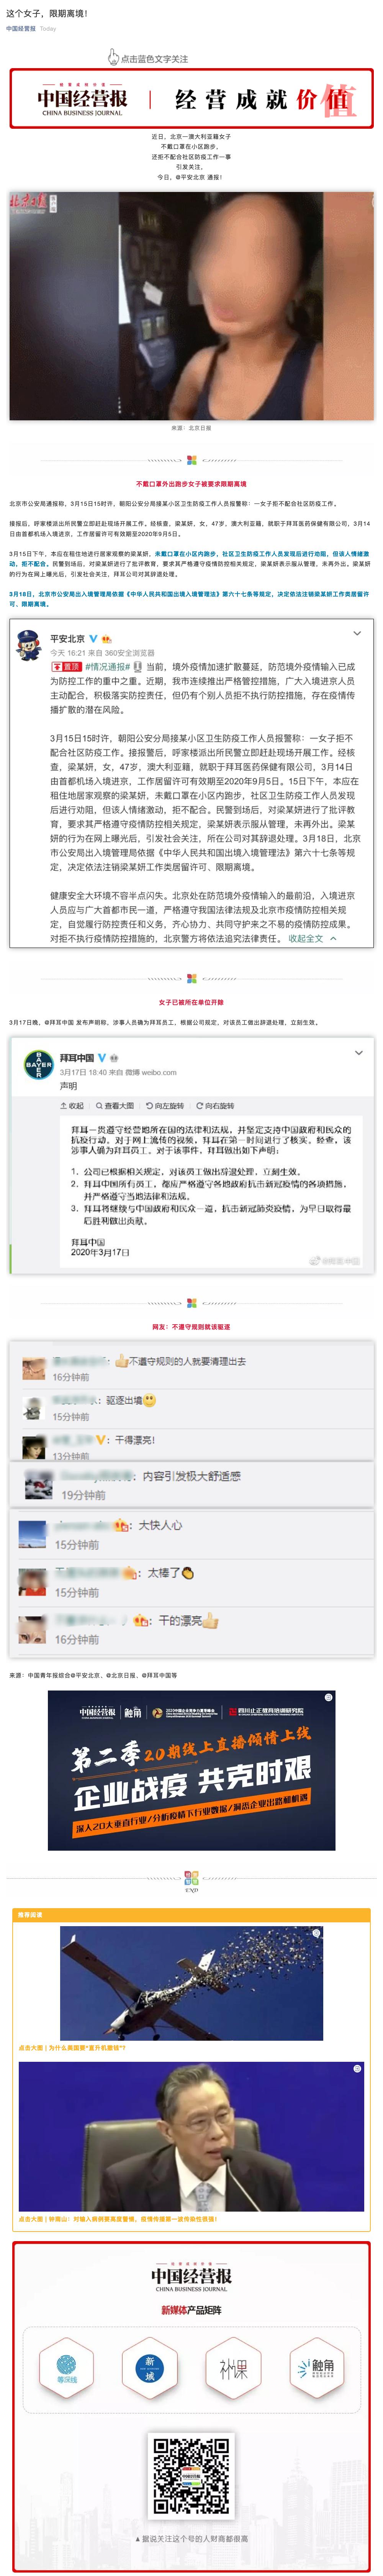 这个女子，限期离境！
中国经营报 Today
点击蓝色文字关注
中国经营报
CHINA BUSINESS JOURNAL
经营成就价值
近日，北京一澳大利亚籍女子
不戴口罩在小区跑步，
还拒不配合社区防疫工作一事
引发关注，
今日，@平安北京 通报！
北京日报
来源：北京日报
不戴口罩外出跑步女子被要求限期离境
北京市公安局通报称，3月15日15时许，朝阳公安分局接某小区卫生防疫工作人员报警称：一女子拒不配合社区防疫工作。
接报后，呼家楼派出所民警立即赶赴现场开展工作。经核查，梁某妍，女，47岁，澳大利亚籍，就职于拜耳医药保健有限公司，3月14
日由首都机场入境进京，工作居留许可有效期至2020年9月5日。
3月15日下午，本应在租住地进行居家观察的梁某妍，未戴口罩在小区内跑步，社区卫生防疫工作人员发现后进行劝阻，但该人情绪激
动，拒不配合。民警到场后，对梁某妍进行了批评教育，要求其严格遵守疫情防控相关规定，梁某妍表示服从管理，未再外出。梁某妍
的行为在网上曝光后，引发社会关注，拜耳公司对其辞退处理。
3月18日，北京市公安局出入境管理局依据《中华人民共和国出境入境管理法》第六十七条等规定，决定依法注销梁某妍工作类居留许
可、限期离境。
平安北京
今天 16:21 来自 360安全浏览器
置顶 #情况通报# 当前，境外疫情加速扩散蔓延，防范境外疫情输入已成
为防控工作的重中之重。近期，我市连续推出严格管控措施，广大入境进京人员
主动配合，积极落实防控责任，但仍有个别人员拒不执行防控措施，存在疫情传
播扩散的潜在风险。
3月15日15时许，朝阳公安分局接某小区卫生防疫工作人员报警称：一女子拒不
配合社区防疫工作。接报警后，呼家楼派出所民警立即赶赴现场开展工作。经核
查，梁某妍，女，47岁，澳大利亚籍，就职于拜耳医药保健有限公司，3月14日
由首都机场入境进京，工作居留许可有效期至2020年9月5日。15日下午，本应在
租住地居家观察的梁某妍，未戴口罩在小区内跑步，社区卫生防疫工作人员发现
后进行劝阻，但该人情绪激动，拒不配合。民警到场后，对梁某妍进行了批评教
育，要求其严格遵守疫情防控相关规定，梁某妍表示服从管理，未再外出。梁某
妍的行为在网上曝光后，引发社会关注，所在公司对其辞退处理。3月18日，北京
市公安局出入境管理局依据《中华人民共和国出境入境管理法》第六十七条等规
定，决定依法注销梁某妍工作类居留许可、限期离境。
健康安全大环境不容半点闪失。北京处在防范境外疫情输入的最前沿，入境进京
人员应与广大首都市民一道，严格遵守我国法律法规及北京市疫情防控相关规
定，自觉履行防控责任和义务，齐心协力、共同守护来之不易的疫情防控成果。
对拒不执行疫情防控措施的，北京警方将依法追究法律责任。 收起全文
女子已被所在单位开除
3月17日晚，@拜耳中国 发布声明称，涉事人员确为拜耳员工，根据公司规定，对该员工做出辞退处理，立刻生效。
BAYER
拜耳中国
3月17日 18:40 来自 微博 weibo.com
声明
收起 查看大图 向左旋转 向右旋转
拜耳一贯遵守经营地所在国的法律和法规，并坚定支持中国政府和民众的
抗疫行动。对于网上流传的视频，拜耳在第一时间进行了核实。经查，该
涉事人确为拜耳员工。对于该事件，拜耳做出如下声明：
1. 公司已根据相关规定，对该员工做出辞退处理，立刻生效。
2. 拜耳中国所有员工，都应严格遵守各地政府抗击新冠疫情的各项措施，
并严格遵守当地法律和法规。
3. 拜耳将继续与中国政府和民众一道，抗击新冠肺炎疫情，为早日取得最
后胜利做出贡献。
拜耳中国
2020年3月17日
网友：不遵守规则就该驱逐
：不遵守规则的人就要清理出去
16分钟前
：驱逐出境
15分钟前
：干得漂亮！
13分钟前
：内容引发极大舒适感
19分钟前
：大快人心
15分钟前
：太棒了
15分钟前
：干的漂亮
16分钟前
来源：中国青年报综合@平安北京、@北京日报、@拜耳中国等
中国经营报 触角
第二季 20期线上直播倾情上线
企业战疫 共克时艰
深入20大垂直行业/分析疫情下行业数据/洞悉企业出路和机遇
END
推荐阅读
点击大图 | 为什么美国要“直升机撒钱”？
点击大图 | 钟南山：对输入病例要高度警惕，疫情传播第一波传染性很强！
中国经营报
CHINA BUSINESS JOURNAL
新媒体产品矩阵
等深线
新域
补课
触角
▲据说关注这个号的人财商都很高